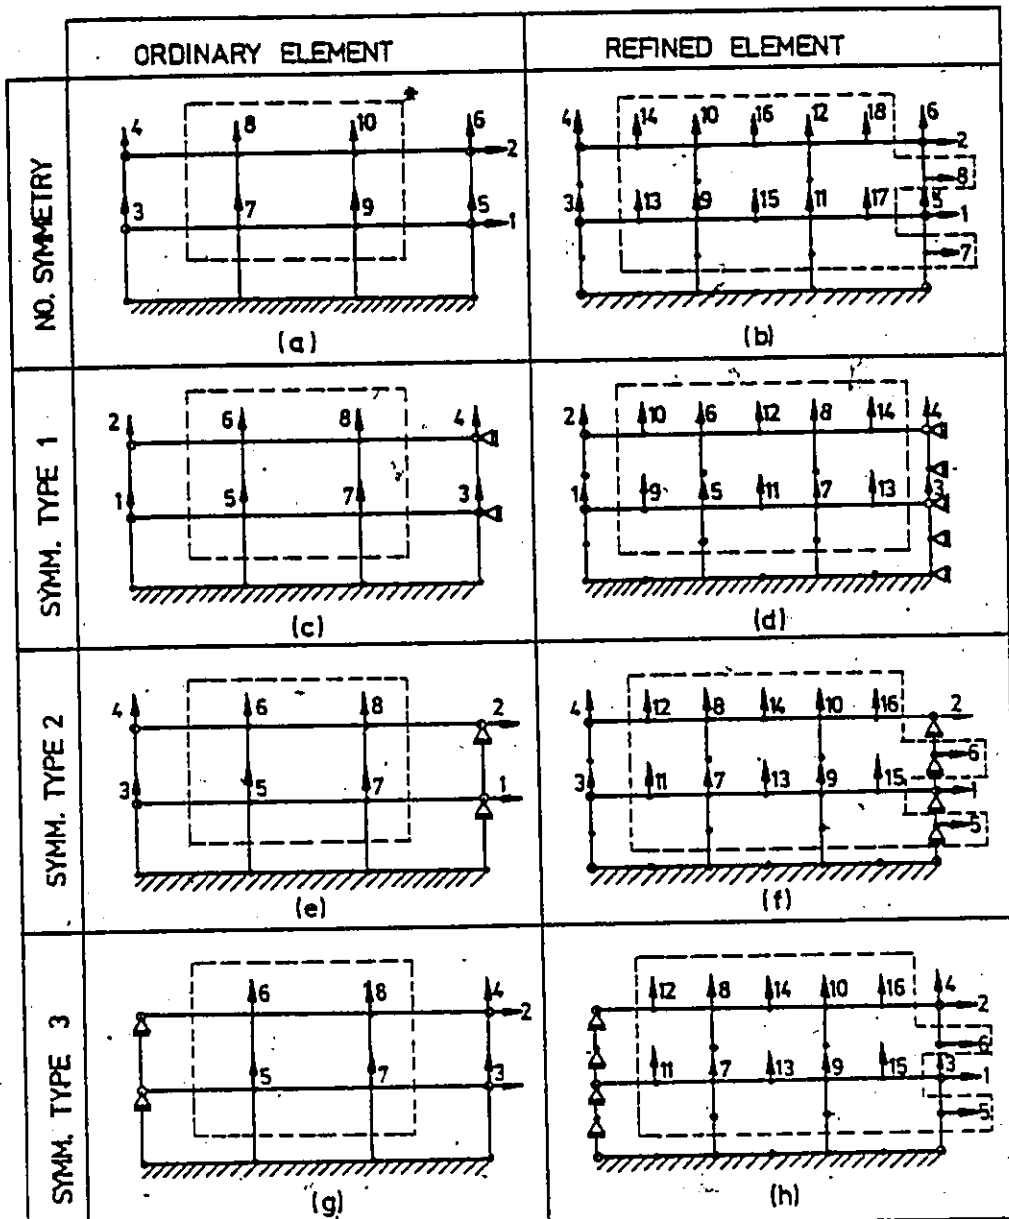 ORDINARY ELEMENT
REFINED ELEMENT
NO. SYMMETRY
4 8 10 6 2
3 7 9 5 1
(a)
4 14 10 16 12 18 6 2
8
3 13 9 15 11 17 5 1
7
(b)
SYMM. TYPE 1
2 6 8 4
1 5 7 3
(c)
2 10 6 12 8 14 4
1 9 5 11 7 13 3
(d)
SYMM. TYPE 2
4 6 8 2
3 5 7 1
(e)
4 12 8 14 10 16 2
6
3 11 7 13 9 15 1
5
(f)
SYMM. TYPE 3
6 8 4 2
5 7 3
(g)
12 8 14 10 16 4 2
6
11 7 13 9 15 3 1
5
(h)